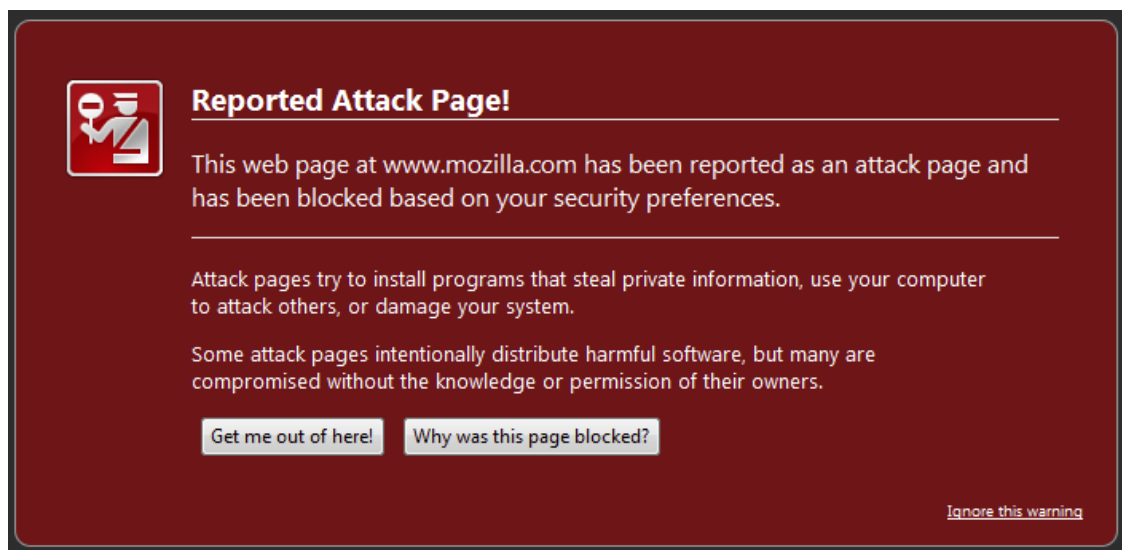 Reported Attack Page!
This web page at www.mozilla.com has been reported as an attack page and
has been blocked based on your security preferences.
Attack pages try to install programs that steal private information, use your computer
to attack others, or damage your system.
Some attack pages intentionally distribute harmful software, but many are
compromised without the knowledge or permission of their owners.
Get me out of here! Why was this page blocked?
Ignore this warning